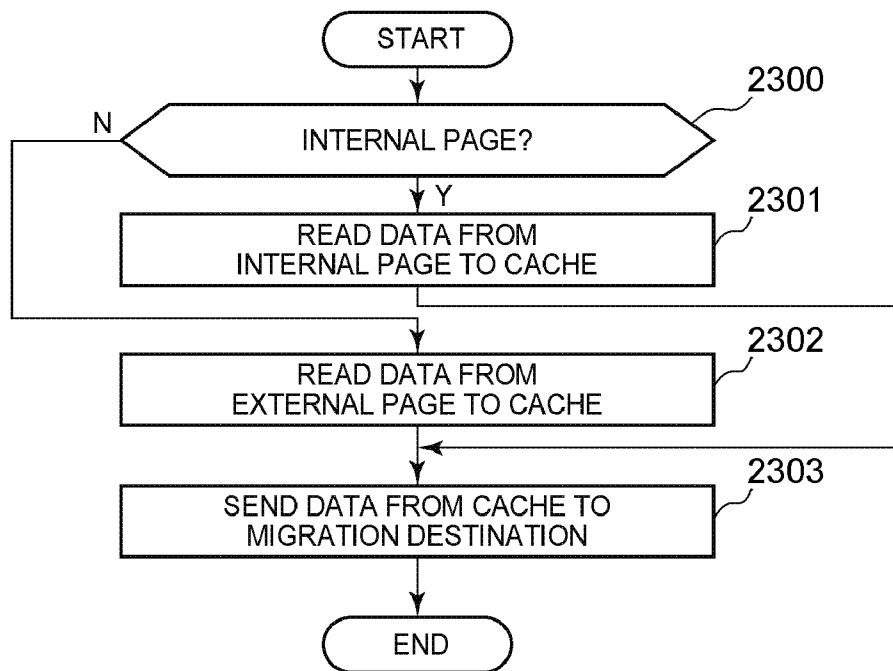 START
2300
N
INTERNAL PAGE?
Y
2301
READ DATA FROM
INTERNAL PAGE TO CACHE
2302
READ DATA FROM
EXTERNAL PAGE TO CACHE
2303
SEND DATA FROM CACHE TO
MIGRATION DESTINATION
END